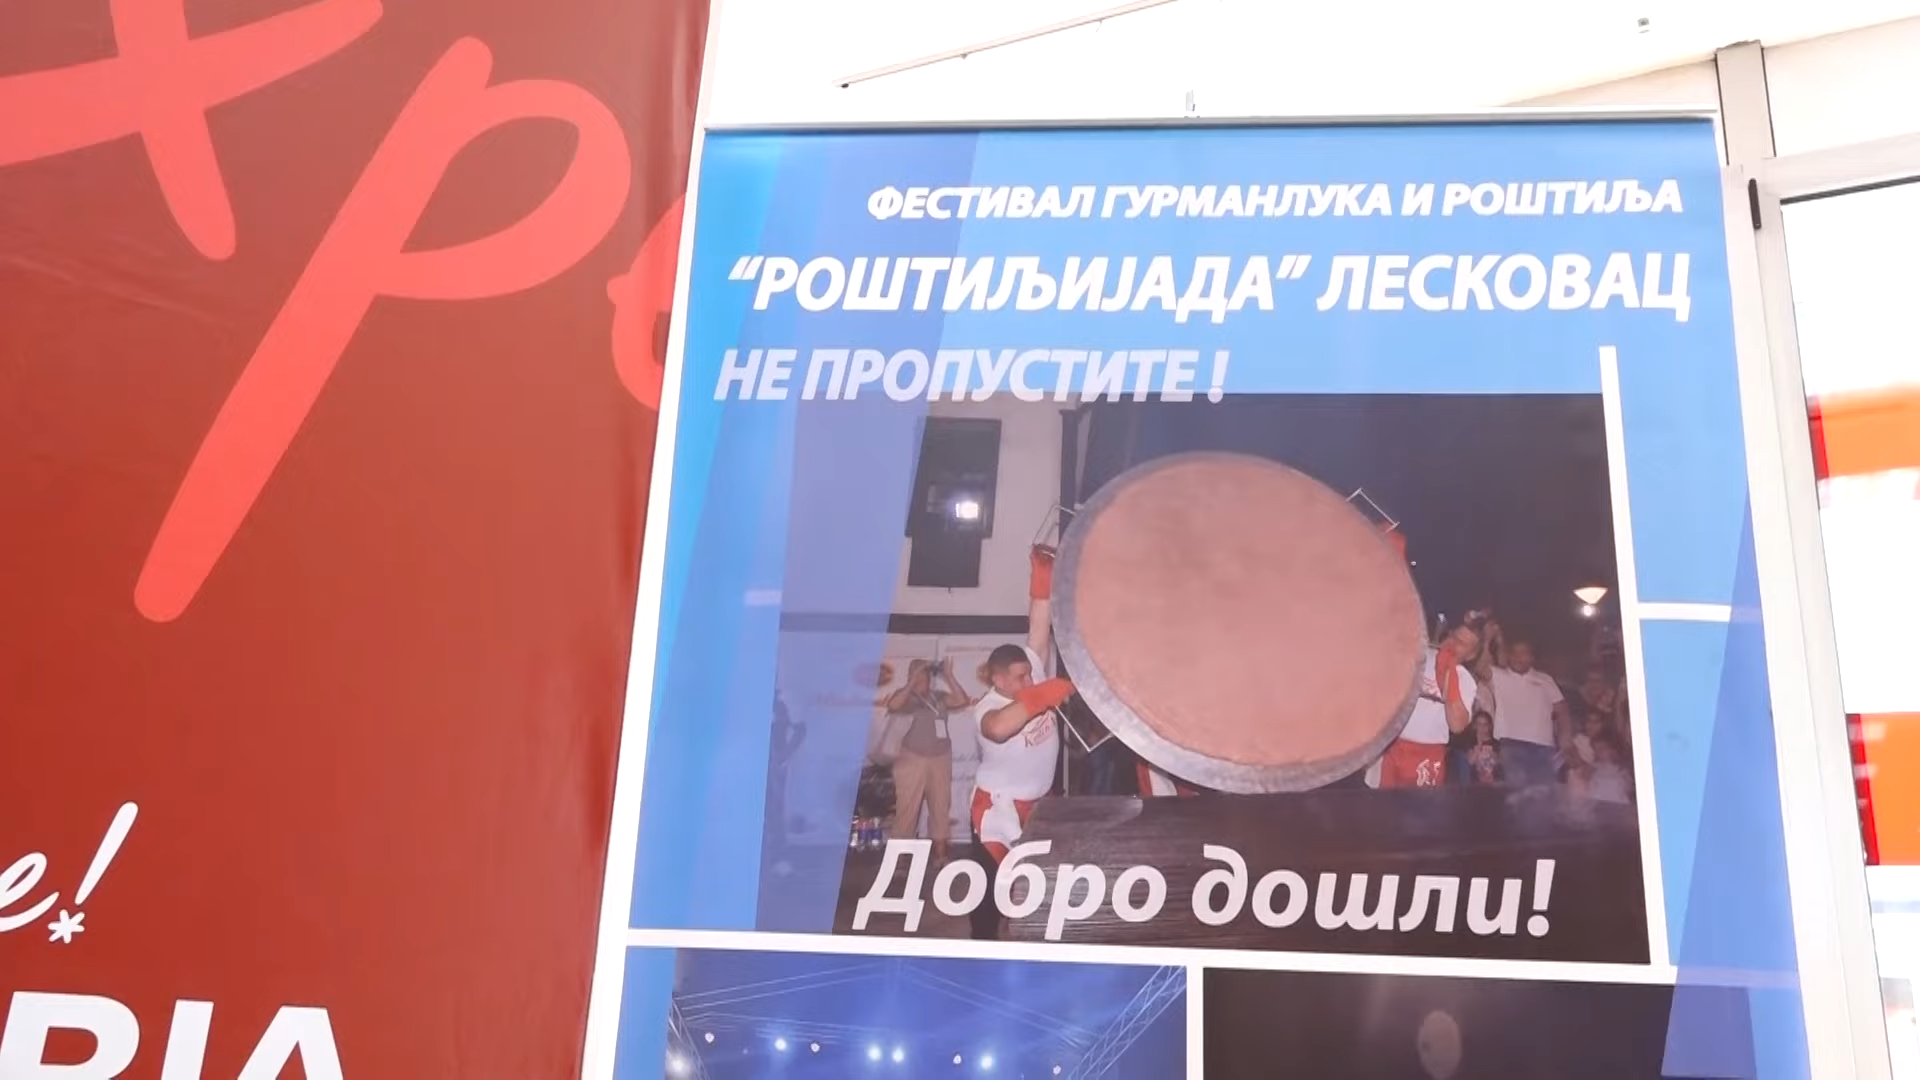 ФЕСТИВАЛ ГУРМАНЛУКА И РОШТИЉА
“РОШТИЉИЈАДА” ЛЕСКОВАЦ
НЕ ПРОПУСТИТЕ !
Добро дошли!